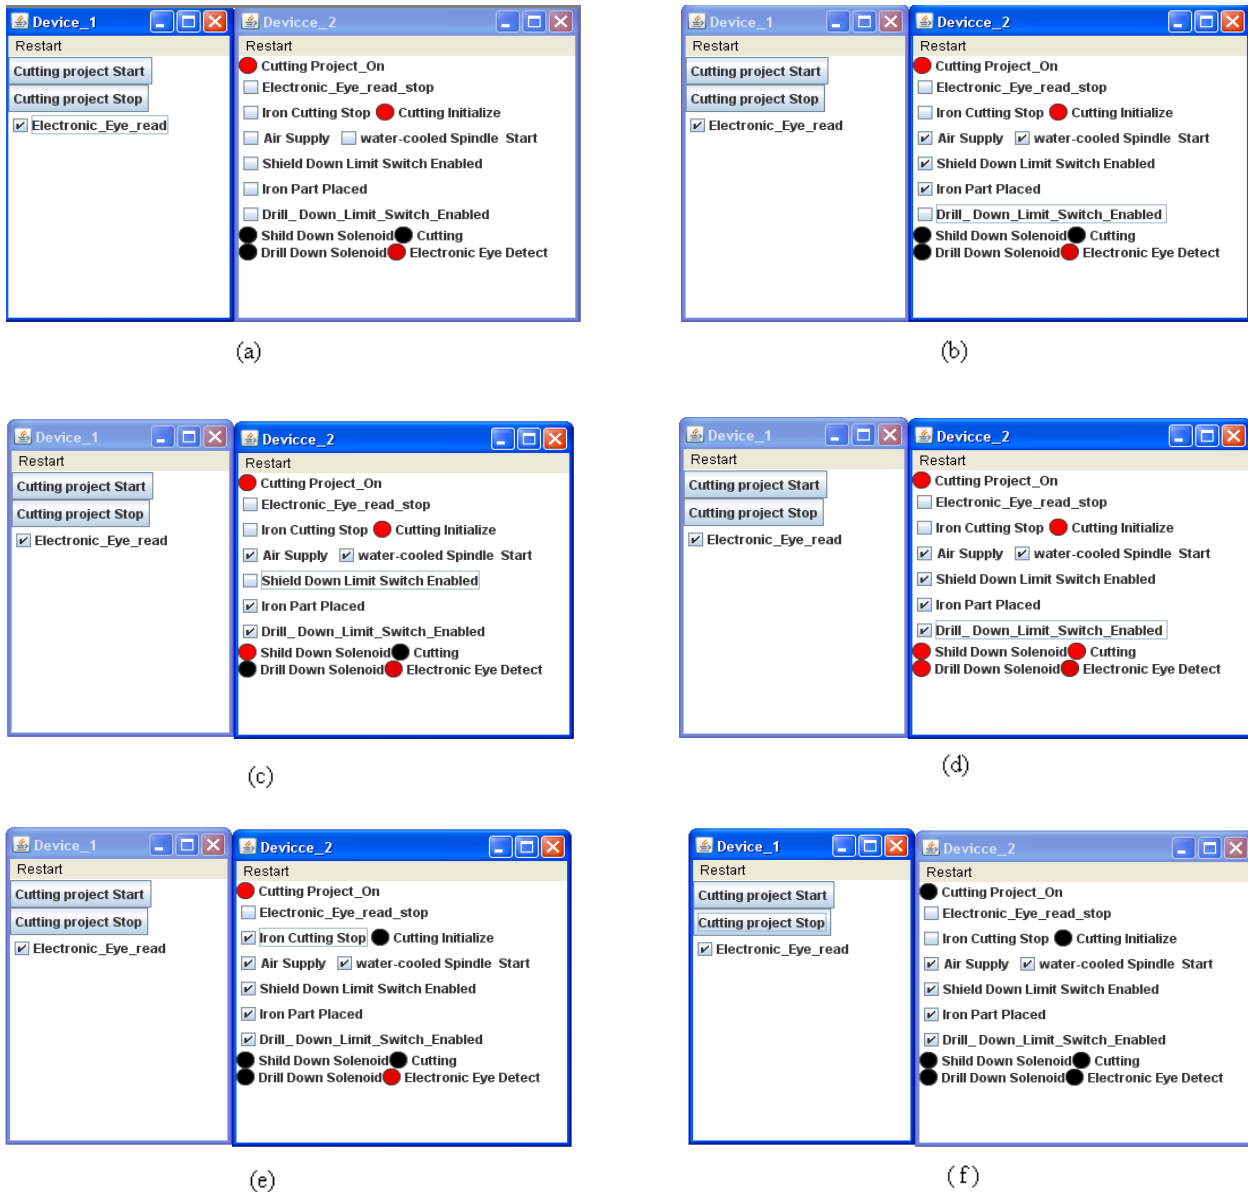 Device_1
Restart
Cutting project Start
Cutting project Stop
Electronic_Eye_read
Devicce_2
Restart
Cutting Project_On
Electronic_Eye_read_stop
Iron Cutting Stop Cutting Initialize
Air Supply water-cooled Spindle Start
Shield Down Limit Switch Enabled
Iron Part Placed
Drill_ Down_Limit_Switch_Enabled
Shild Down Solenoid Cutting
Drill Down Solenoid Electronic Eye Detect
(a)
Device_1
Restart
Cutting project Start
Cutting project Stop
Electronic_Eye_read
Devicce_2
Restart
Cutting Project_On
Electronic_Eye_read_stop
Iron Cutting Stop Cutting Initialize
Air Supply water-cooled Spindle Start
Shield Down Limit Switch Enabled
Iron Part Placed
Drill_ Down_Limit_Switch_Enabled
Shild Down Solenoid Cutting
Drill Down Solenoid Electronic Eye Detect
(b)
Device_1
Restart
Cutting project Start
Cutting project Stop
Electronic_Eye_read
Devicce_2
Restart
Cutting Project_On
Electronic_Eye_read_stop
Iron Cutting Stop Cutting Initialize
Air Supply water-cooled Spindle Start
Shield Down Limit Switch Enabled
Iron Part Placed
Drill_ Down_Limit_Switch_Enabled
Shild Down Solenoid Cutting
Drill Down Solenoid Electronic Eye Detect
(c)
Device_1
Restart
Cutting project Start
Cutting project Stop
Electronic_Eye_read
Devicce_2
Restart
Cutting Project_On
Electronic_Eye_read_stop
Iron Cutting Stop Cutting Initialize
Air Supply water-cooled Spindle Start
Shield Down Limit Switch Enabled
Iron Part Placed
Drill_ Down_Limit_Switch_Enabled
Shild Down Solenoid Cutting
Drill Down Solenoid Electronic Eye Detect
(d)
Device_1
Restart
Cutting project Start
Cutting project Stop
Electronic_Eye_read
Devicce_2
Restart
Cutting Project_On
Electronic_Eye_read_stop
Iron Cutting Stop Cutting Initialize
Air Supply water-cooled Spindle Start
Shield Down Limit Switch Enabled
Iron Part Placed
Drill_ Down_Limit_Switch_Enabled
Shild Down Solenoid Cutting
Drill Down Solenoid Electronic Eye Detect
(e)
Device_1
Restart
Cutting project Start
Cutting project Stop
Electronic_Eye_read
Devicce_2
Restart
Cutting Project_On
Electronic_Eye_read_stop
Iron Cutting Stop Cutting Initialize
Air Supply water-cooled Spindle Start
Shield Down Limit Switch Enabled
Iron Part Placed
Drill_ Down_Limit_Switch_Enabled
Shild Down Solenoid Cutting
Drill Down Solenoid Electronic Eye Detect
(f)